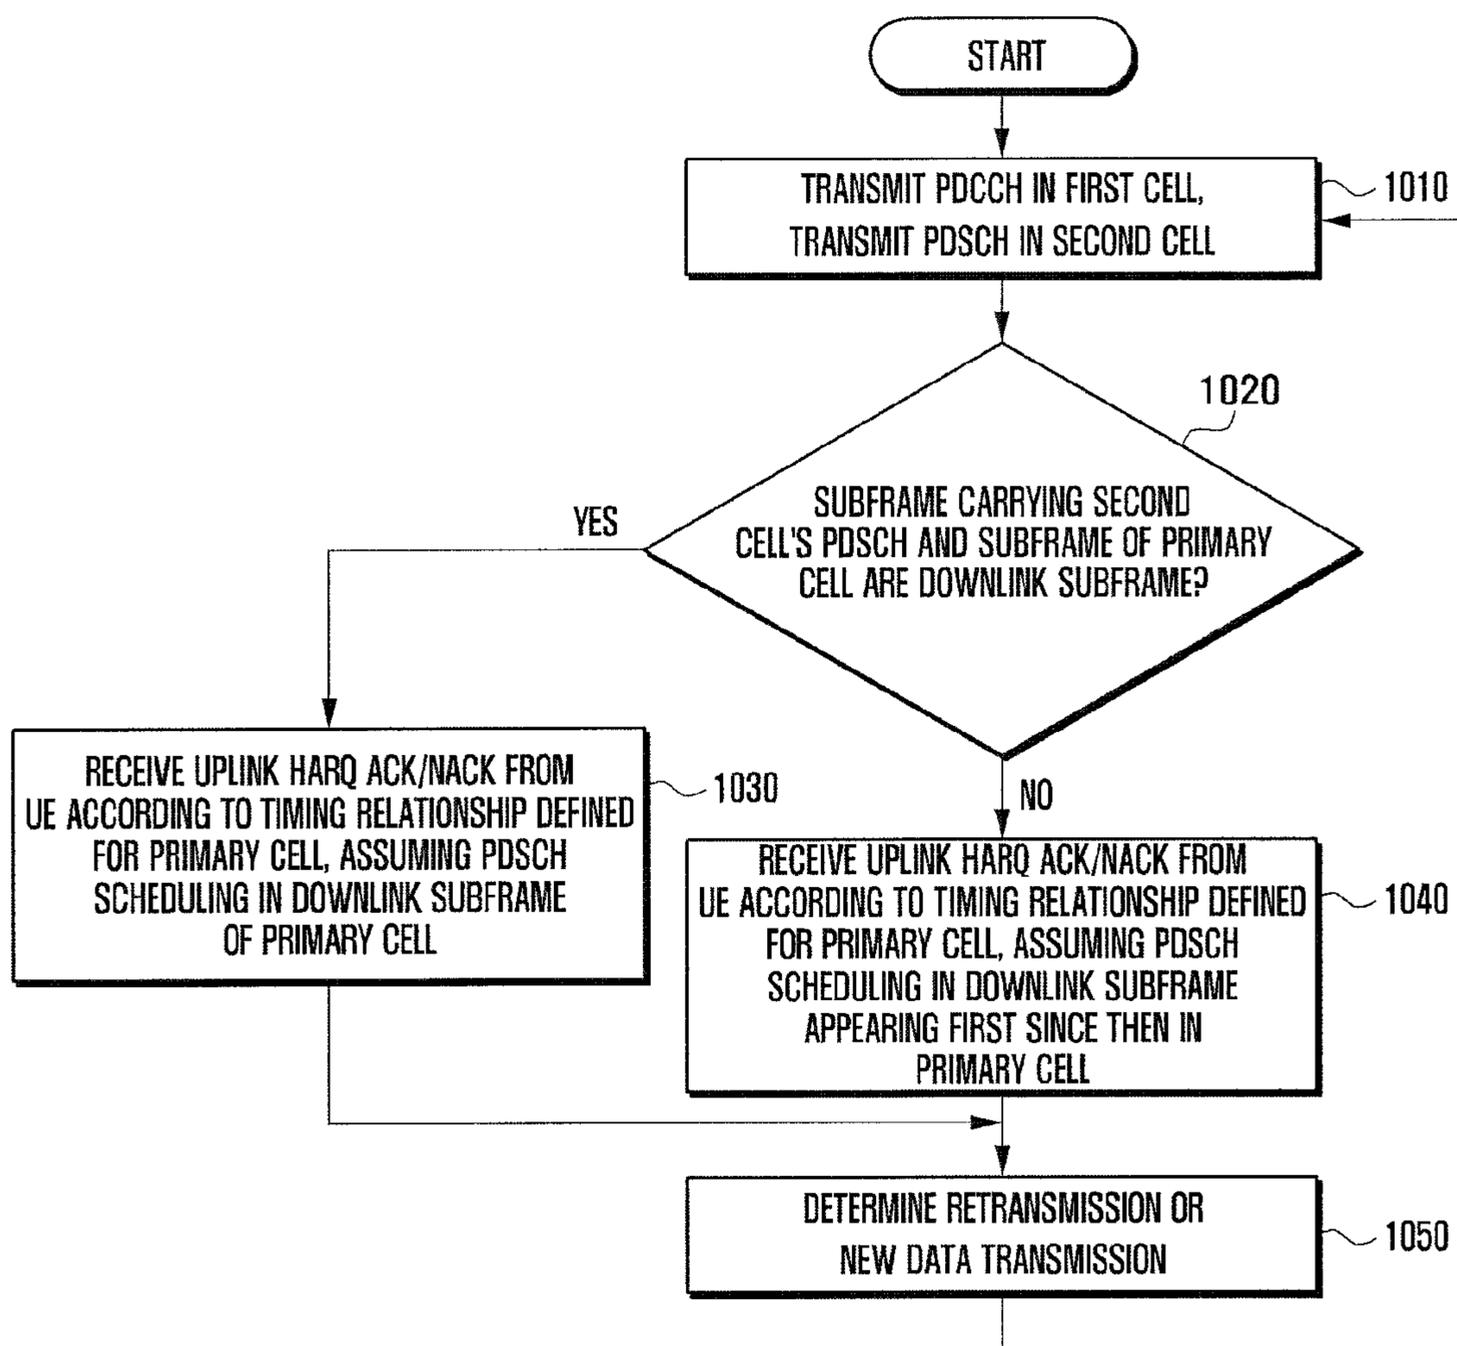 START
TRANSMIT PDCCH IN FIRST CELL,
TRANSMIT PDSCH IN SECOND CELL
1010
1020
SUBFRAME CARRYING SECOND
CELL'S PDSCH AND SUBFRAME OF PRIMARY
CELL ARE DOWNLINK SUBFRAME?
YES
NO
RECEIVE UPLINK HARQ ACK/NACK FROM
UE ACCORDING TO TIMING RELATIONSHIP DEFINED
FOR PRIMARY CELL, ASSUMING PDSCH
SCHEDULING IN DOWNLINK SUBFRAME
OF PRIMARY CELL
1030
RECEIVE UPLINK HARQ ACK/NACK FROM
UE ACCORDING TO TIMING RELATIONSHIP DEFINED
FOR PRIMARY CELL, ASSUMING PDSCH
SCHEDULING IN DOWNLINK SUBFRAME
APPEARING FIRST SINCE THEN IN
PRIMARY CELL
1040
DETERMINE RETRANSMISSION OR
NEW DATA TRANSMISSION
1050